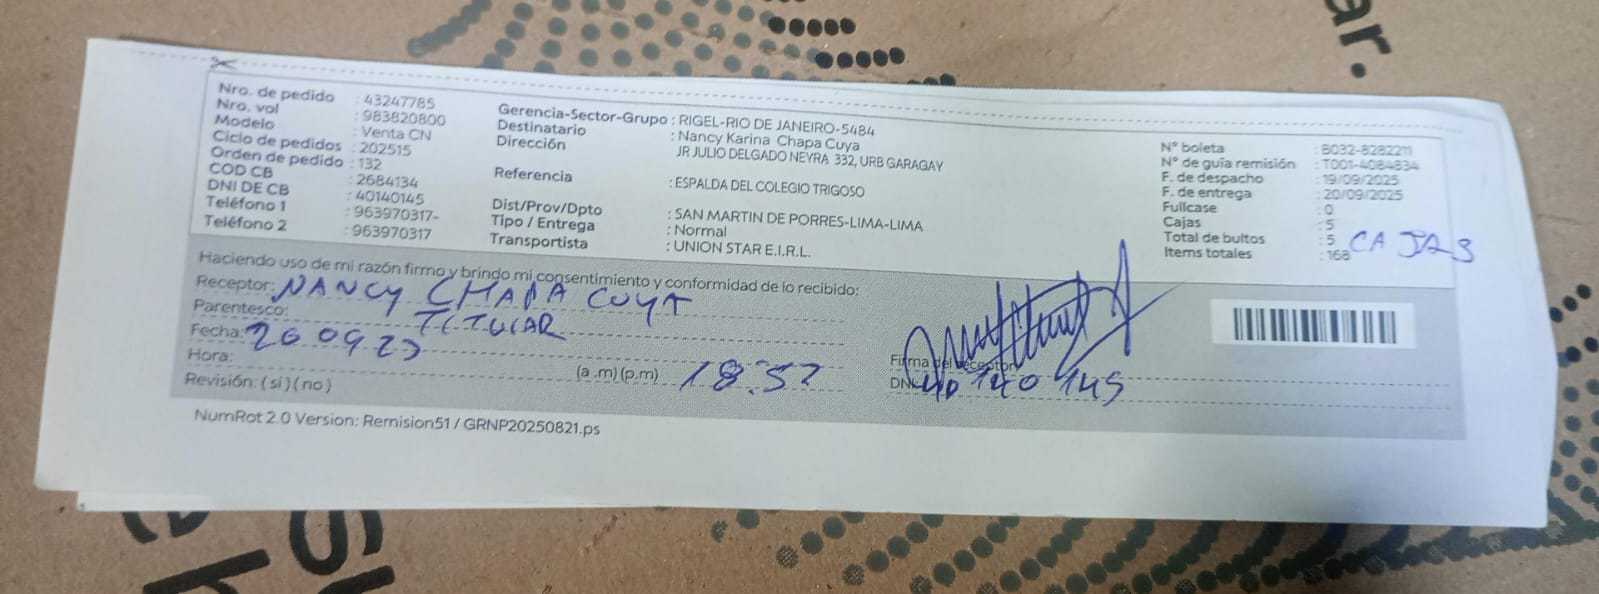 Nro. de pedido : 43247785
Nro. vol : 983820800
Modelo : Venta CN
Ciclo de pedidos : 202515
Orden de pedido : 132
COD CB : 2684134
DNI DE CB : 40140145
Teléfono 1 : 963970317-
Teléfono 2 : 963970317
Gerencia-Sector-Grupo : RIGEL-RIO DE JANEIRO-5484
Destinatario : Nancy Karina Chapa Cuya
Dirección JR JULIO DELGADO NEYRA 332, URB GARAGAY
Referencia : ESPALDA DEL COLEGIO TRIGOSO
Dist/Prov/Dpto : SAN MARTIN DE PORRES-LIMA-LIMA
Tipo / Entrega : Normal
Transportista : UNION STAR E.I.R.L.
N° boleta : B032-8282211
N° de guía remisión : T001-4084834
F. de despacho : 19/09/2025
F. de entrega : 20/09/2025
Fullcase : 0
Cajas : 5
Total de bultos : 5 CAJAS
Items totales : 168
Haciendo uso de mi razón firmo y brindo mi consentimiento y conformidad de lo recibido:
Receptor: NANCY CHAPA CUYA
Parentesco: TITULAR
Fecha: 20 09 25
Hora: (a .m) (p.m) 18:52
Revisión: ( si ) ( no )
Firma del receptor
DNI 40 140 145
NumRot 2.0 Version: Remision51 / GRNP20250821.ps
ar.